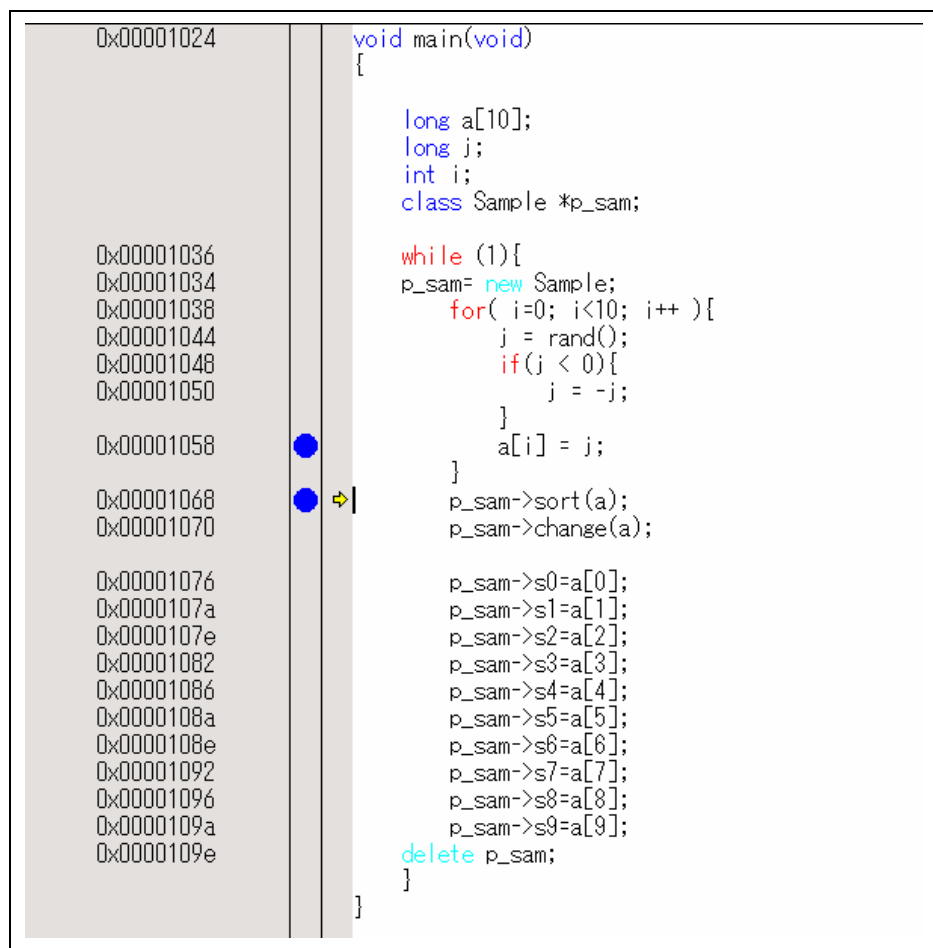 0x00001024 void main(void)
{
long a[10];
long j;
int i;
class Sample *p_sam;
0x00001036 while (1){
0x00001034 p_sam= new Sample;
0x00001038 for( i=0; i<10; i++ ){
0x00001044 j = rand();
0x00001048 if(j < 0){
0x00001050 j = -j;
}
0x00001058 a[i] = j;
}
0x00001068 p_sam->sort(a);
0x00001070 p_sam->change(a);
0x00001076 p_sam->s0=a[0];
0x0000107a p_sam->s1=a[1];
0x0000107e p_sam->s2=a[2];
0x00001082 p_sam->s3=a[3];
0x00001086 p_sam->s4=a[4];
0x0000108a p_sam->s5=a[5];
0x0000108e p_sam->s6=a[6];
0x00001092 p_sam->s7=a[7];
0x00001096 p_sam->s8=a[8];
0x0000109a p_sam->s9=a[9];
0x0000109e delete p_sam;
}
}